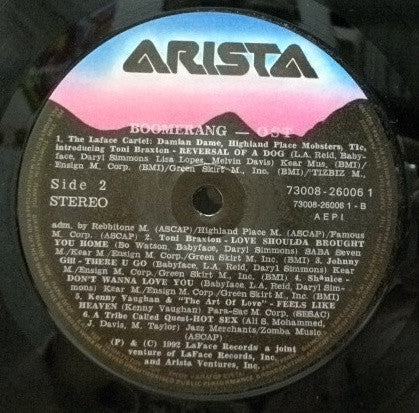 ARISTA
BOOMERANG — OST
1. The Laface Cartel: Damian Dame, Highland Place Mobsters, Tlc,
introducing Toni Braxton - REVERSAL OF A DOG (L.A. Reid, Baby-
face, Daryl Simmons Lisa Lopes, Melvin Davis) Kear Mus, (BMI)/
Ensign M. Corp. (BMI)/Green Skirt M., Inc. (BMI)/TIZBIZ M.,
Side 2
STEREO
73008-26006 1
73008-26006 1 - B
A E P I.
adm, by Rebbitone M. (ASCAP)/Highland Place M. (ASCAP)/Famous
M. Corp. (ASCAP) 2. Toni Braxton - LOVE SHOULDA BROUGHT
YOU HOME (Bo Watson, Babyface, Daryl Simmons) SABA Seven
M./Kear M./Ensign M. Corp./Green Skirt M. Inc. (BMI) 3. Johnny
Gill - THERE U GO (Babyface, L.A. Reid, Daryl Simmons) Kear
M./Ensign M. Corp./Green Skirt M. Inc. (BMI) 4. Sh*nice -
DON'T WANNA LOVE YOU (Babyface, L.A. Reid, Daryl Sim-
mons) Kear M./Ensign M. Corp./Green Skirt M. Inc. (BMI)
5. Kenny Vaughan & "The Art Of Love" - FEELS LIKE
HEAVEN (Kenny Vaughan) Para-Sac M. Corp. (SESAC)
6. A Tribe Called Quest-HOT SEX (Ali S. Mohammed,
J. Davis, M. Taylor) Jazz Merchants/Zomba Music
(ASCAP)
(P) & (C) 1992 LaFace Records a joint
venture of LaFace Records, Inc.
and Arista Ventures, Inc.